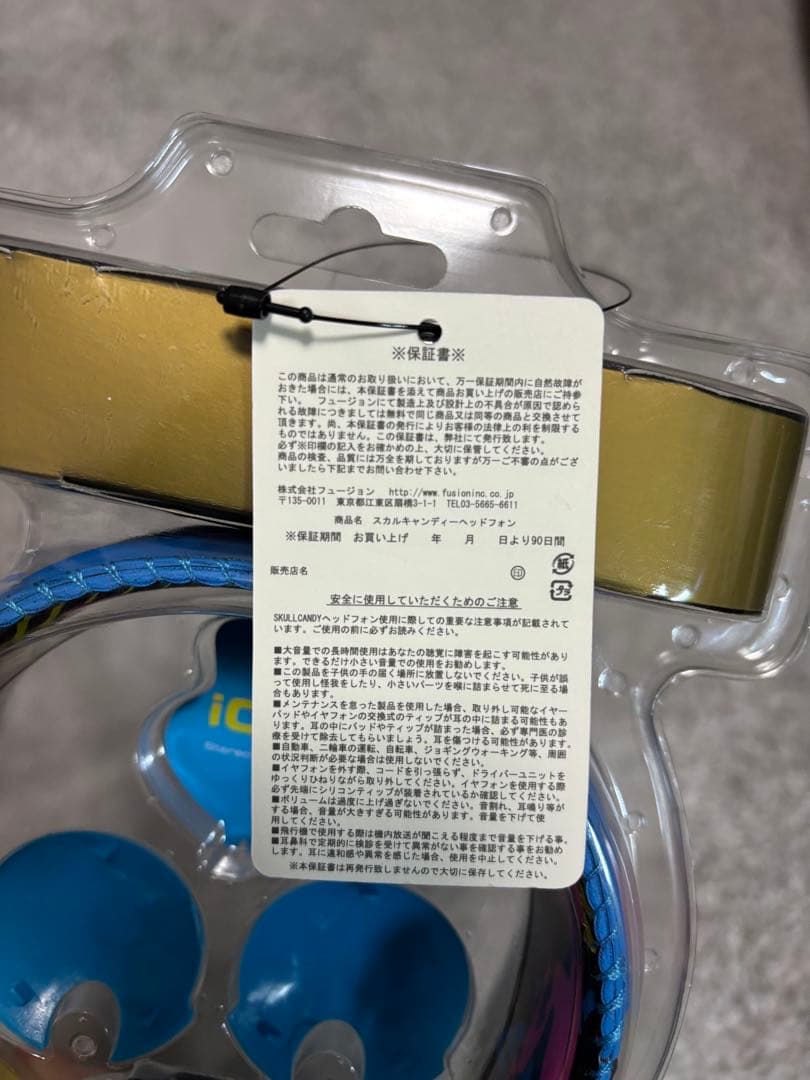 ※保証書※
この商品は通常のお取り扱いにおいて、万一保証期間内に自然故障が
おきた場合には、本保証書を添えて商品お買い上げの販売店にご持参
下い。 フュージョンにて製造上及び設計上の不具合が原因で認めら
れる故障につきましては無料で同じ商品又は同等の商品と交換させて
頂きます。尚、本保証書の発行によりお客様の法律上の利を制限する
ものではありません。この保証書は、弊社にて発行致します。
必ず※印欄の記入をお確かめの上、大切に保管してください。
商品の検査、品質には万全を期しておりますが万一ご不審の点がござ
いましたら下記までお問い合わせ下さい。
株式会社フュージョン http://www.fusioninc.co.jp
〒135-0011 東京都江東区扇橋3-1-1 TEL03-5665-6611
商品名 スカルキャンディーヘッドフォン
※保証期間 お買い上げ 年 月 日より90日間
販売店名 印
紙
プラ
安全に使用していただくためのご注意
SKULLCANDYヘッドフォン使用に際しての重要な注意事項が記載されて
います。ご使用の前に必ずお読みください。
■大音量での長時間使用はあなたの聴覚に障害を起こす可能性があり
ます。できるだけ小さい音量での使用をお勧めします。
■この製品を子供の手の届く場所に放置しないでください。子供が誤
って使用し怪我をしたり、小さいパーツを喉に詰まらせて死に至る場
合もあります。
■メンテナンスを怠った製品を使用した場合、取り外し可能なイヤー
パッドやイヤフォンの交換式のティップが耳の中に詰まる可能性もあ
ります。耳の中にパッドやティップが詰まった場合、必ず専門医の診
療を受けて除去してもらいましょう。耳を傷つける可能性があります。
■自動車、二輪車の運転、自転車、ジョギングウォーキング等、周囲
の状況判断が必要な場合は使用しないでください。
■イヤフォンを外す際、コードを引っ張らず、ドライバーユニットを
ゆっくりひねりながら取り外してください。イヤフォンを使用する際
必ず先端にシリコンティップが装着されているか確認してください。
■ボリュームは過度に上げ過ぎないでください。音割れ、耳鳴り等が
する場合、音量が大きすぎる可能性があります。音量を下げて使
用してください。
■飛行機で使用する際は機内放送が聞こえる程度まで音量を下げる事。
■耳鼻科で定期的に検診を受けて異常がない事を確認する事をお勧め
します。耳に違和感や異常を感じた場合、使用を中止してください。
※本保証書は再発行致しませんので大切に保存してください。